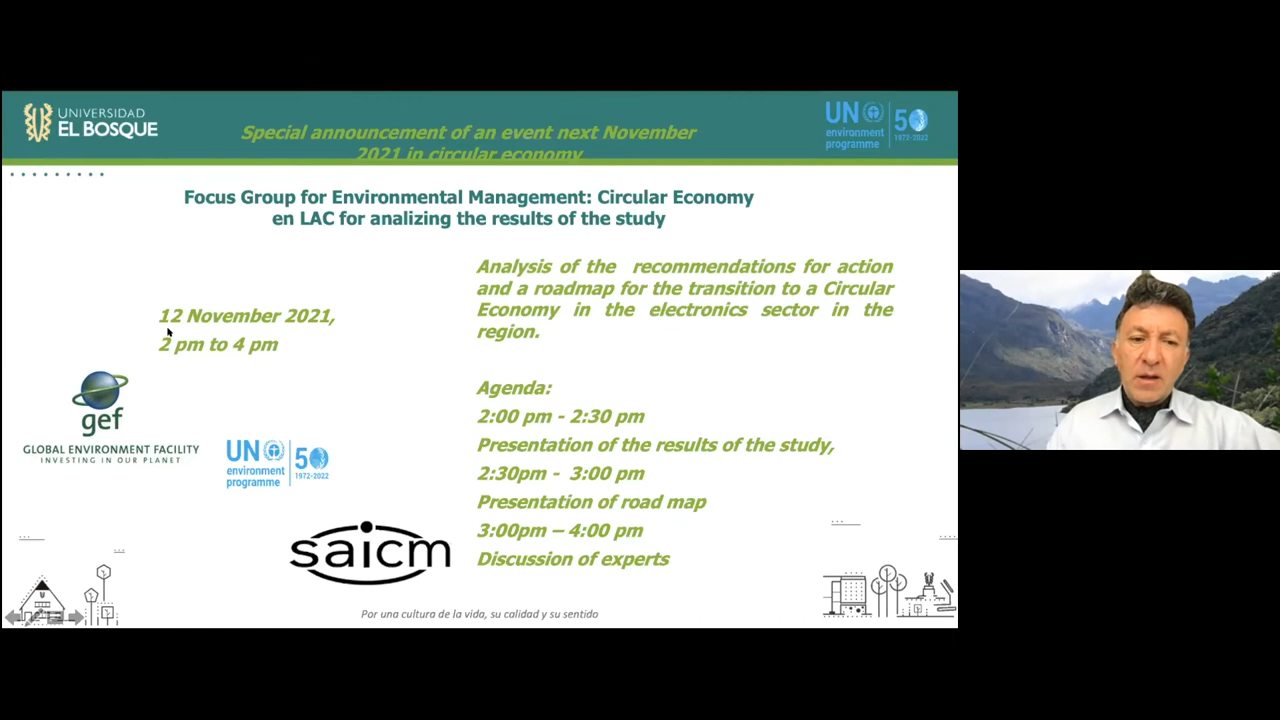 UNIVERSIDAD
EL BOSQUE
Special announcement of an event next November
2021 in circular economy
UN
environment
programme
50
1972-2022
Focus Group for Environmental Management: Circular Economy
en LAC for analizing the results of the study
12 November 2021,
2 pm to 4 pm
Analysis of the recommendations for action
and a roadmap for the transition to a Circular
Economy in the electronics sector in the
region.
Agenda:
2:00 pm - 2:30 pm
Presentation of the results of the study,
2:30pm - 3:00 pm
Presentation of road map
3:00pm – 4:00 pm
Discussion of experts
gef
GLOBAL ENVIRONMENT FACILITY
INVESTING IN OUR PLANET
UN
environment
programme
50
1972-2022
saicm
Por una cultura de la vida, su calidad y su sentido